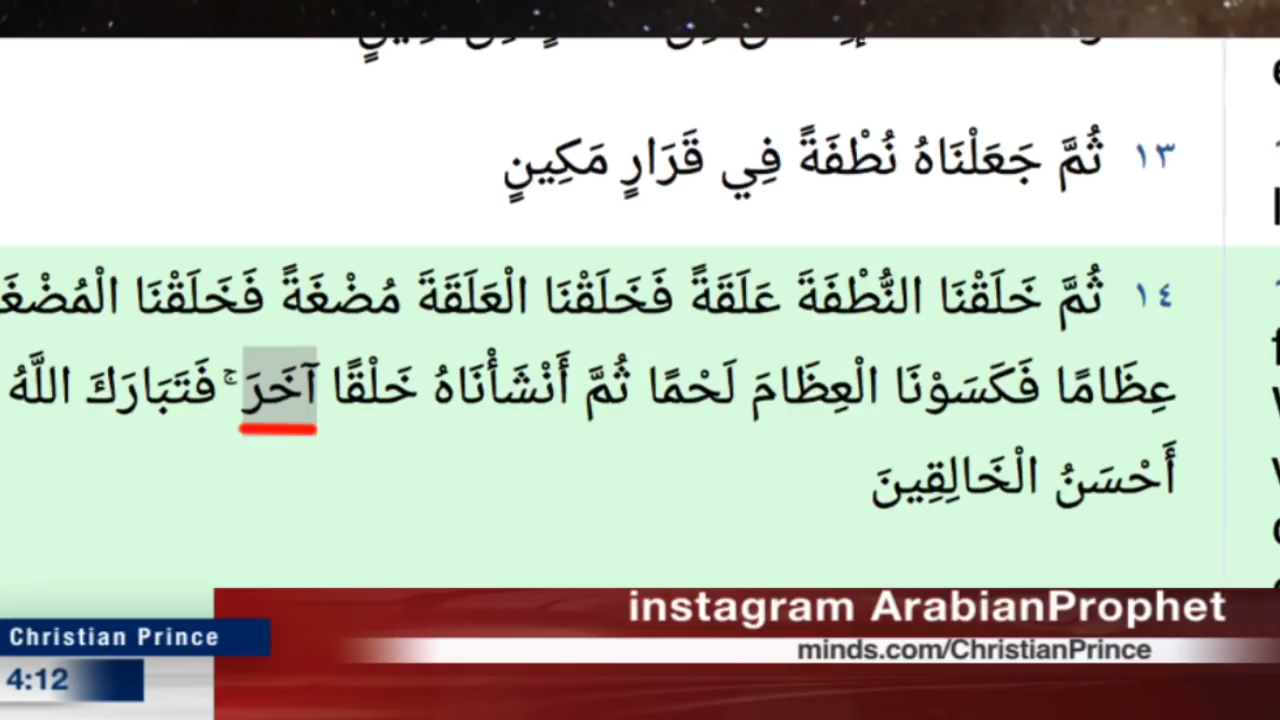 ١٣ ثُمَّ جَعَلْنَاهُ نُطْفَةً فِي قَرَارٍ مَكِينٍ
١٤ ثُمَّ خَلَقْنَا النُّطْفَةَ عَلَقَةً فَخَلَقْنَا الْعَلَقَةَ مُضْغَةً فَخَلَقْنَا الْمُضْغَ
عِظَامًا فَكَسَوْنَا الْعِظَامَ لَحْمًا ثُمَّ أَنْشَأْنَاهُ خَلْقًا آخَرَ ۚ فَتَبَارَكَ اللَّهُ
أَحْسَنُ الْخَالِقِينَ
instagram ArabianProphet
Christian Prince
minds.com/ChristianPrince
4:12